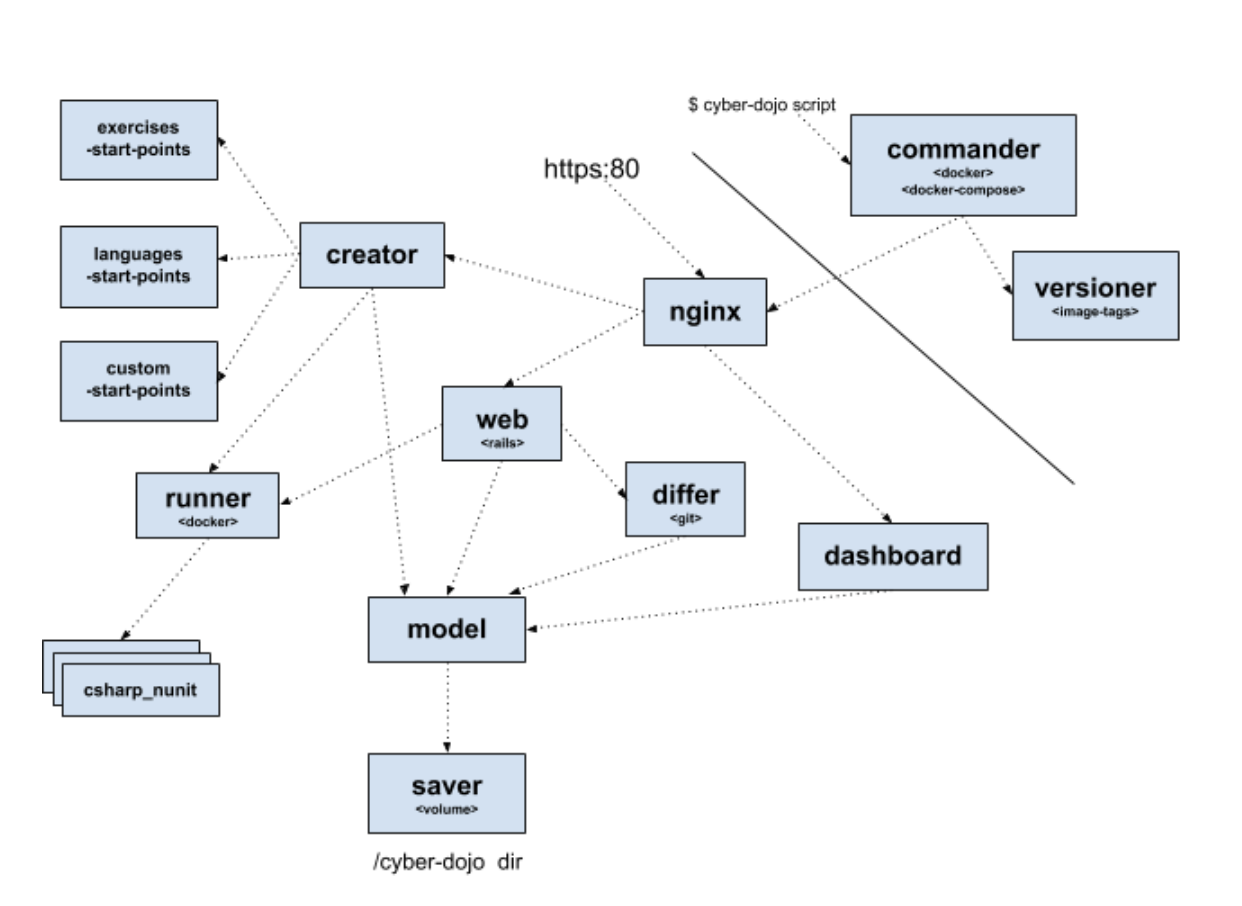 $ cyber-dojo script
exercises
-start-points
commander
<docker>
<docker-compose>
https:80
languages
-start-points
creator
versioner
<image-tags>
nginx
custom
-start-points
web
<rails>
runner
<docker>
differ
<git>
dashboard
model
csharp_nunit
saver
<volume>
/cyber-dojo dir